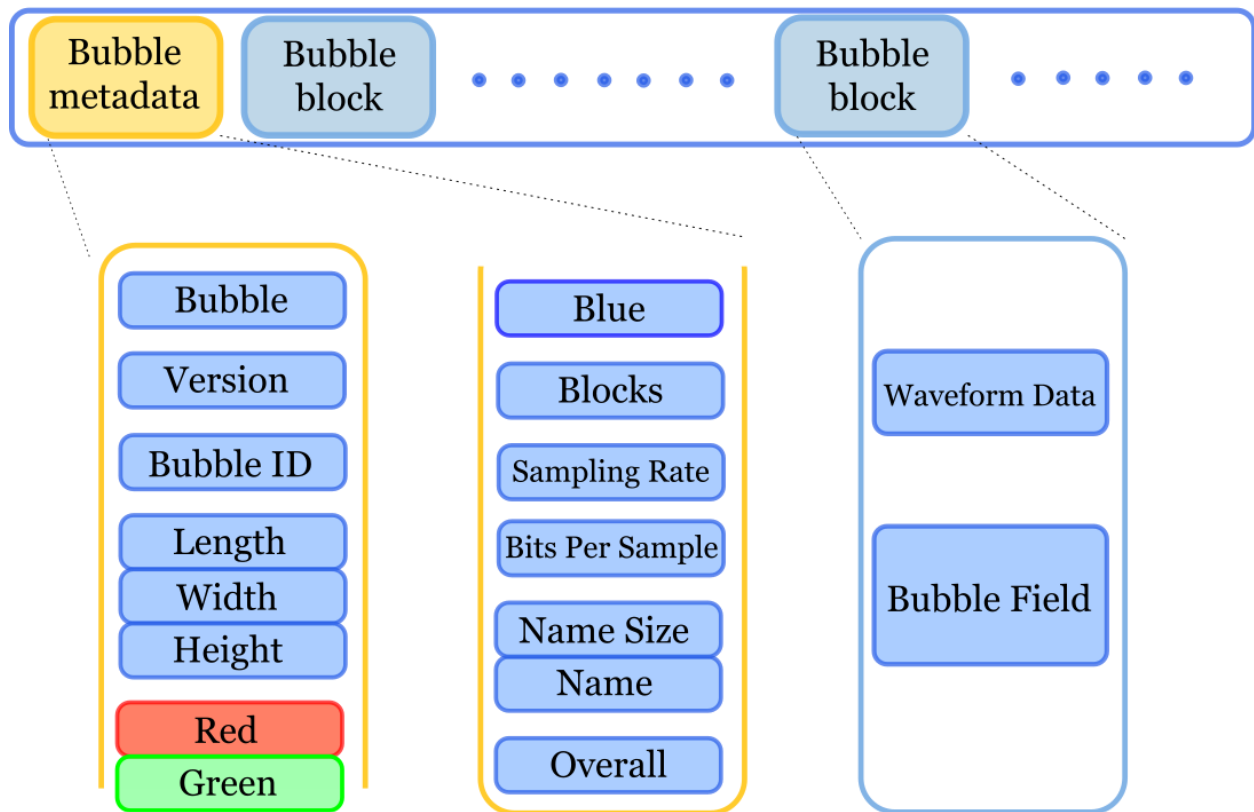 Bubble
metadata
Bubble
block
Bubble
block
Bubble
Version
Bubble ID
Length
Width
Height
Red
Green
Blue
Blocks
Sampling Rate
Bits Per Sample
Name Size
Name
Overall
Waveform Data
Bubble Field